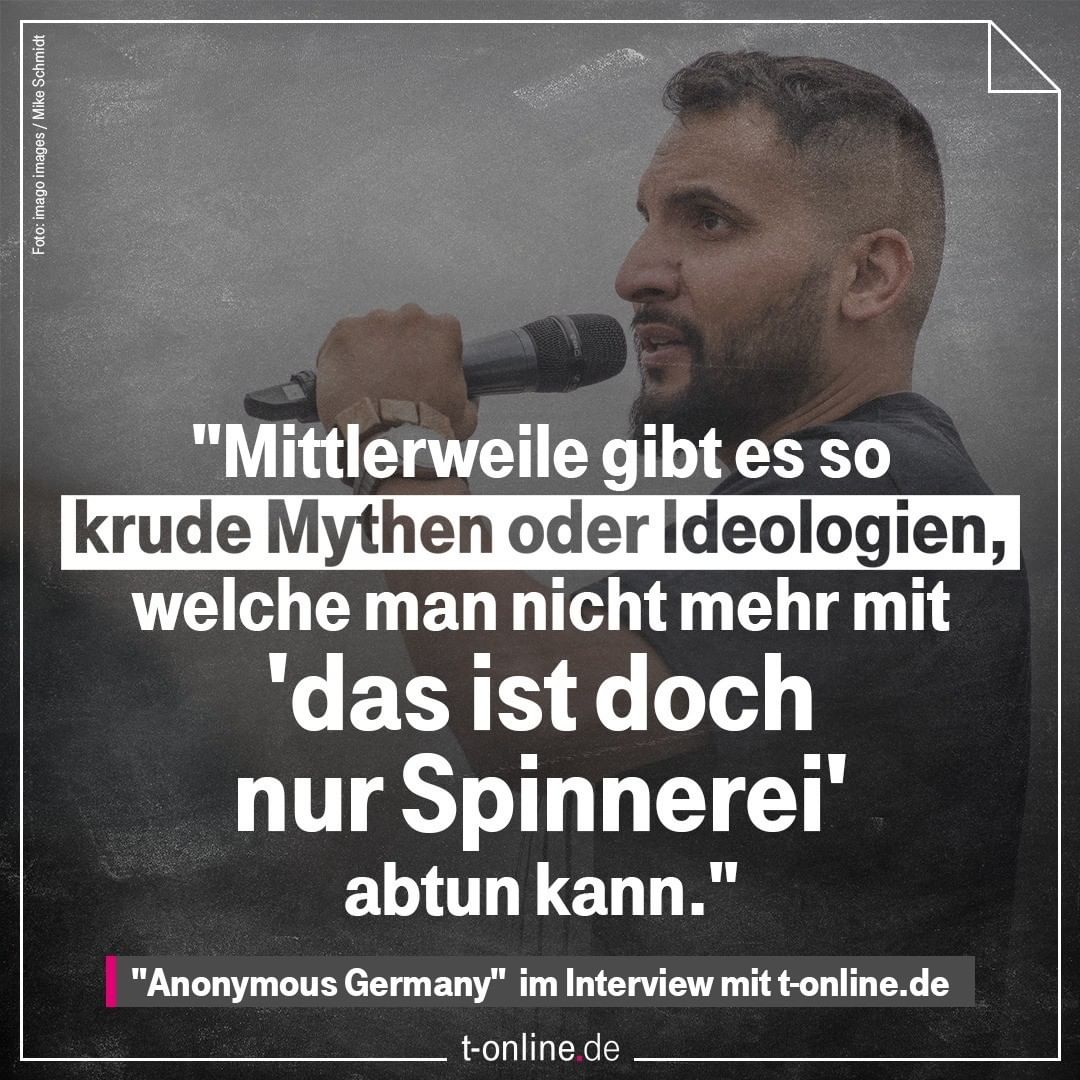 Foto: imago images / Mike Schmidt
"Mittlerweile gibt es so
krude Mythen oder Ideologien,
welche man nicht mehr mit
'das ist doch
nur Spinnerei'
abtun kann."
"Anonymous Germany" im Interview mit t-online.de
t-online.de